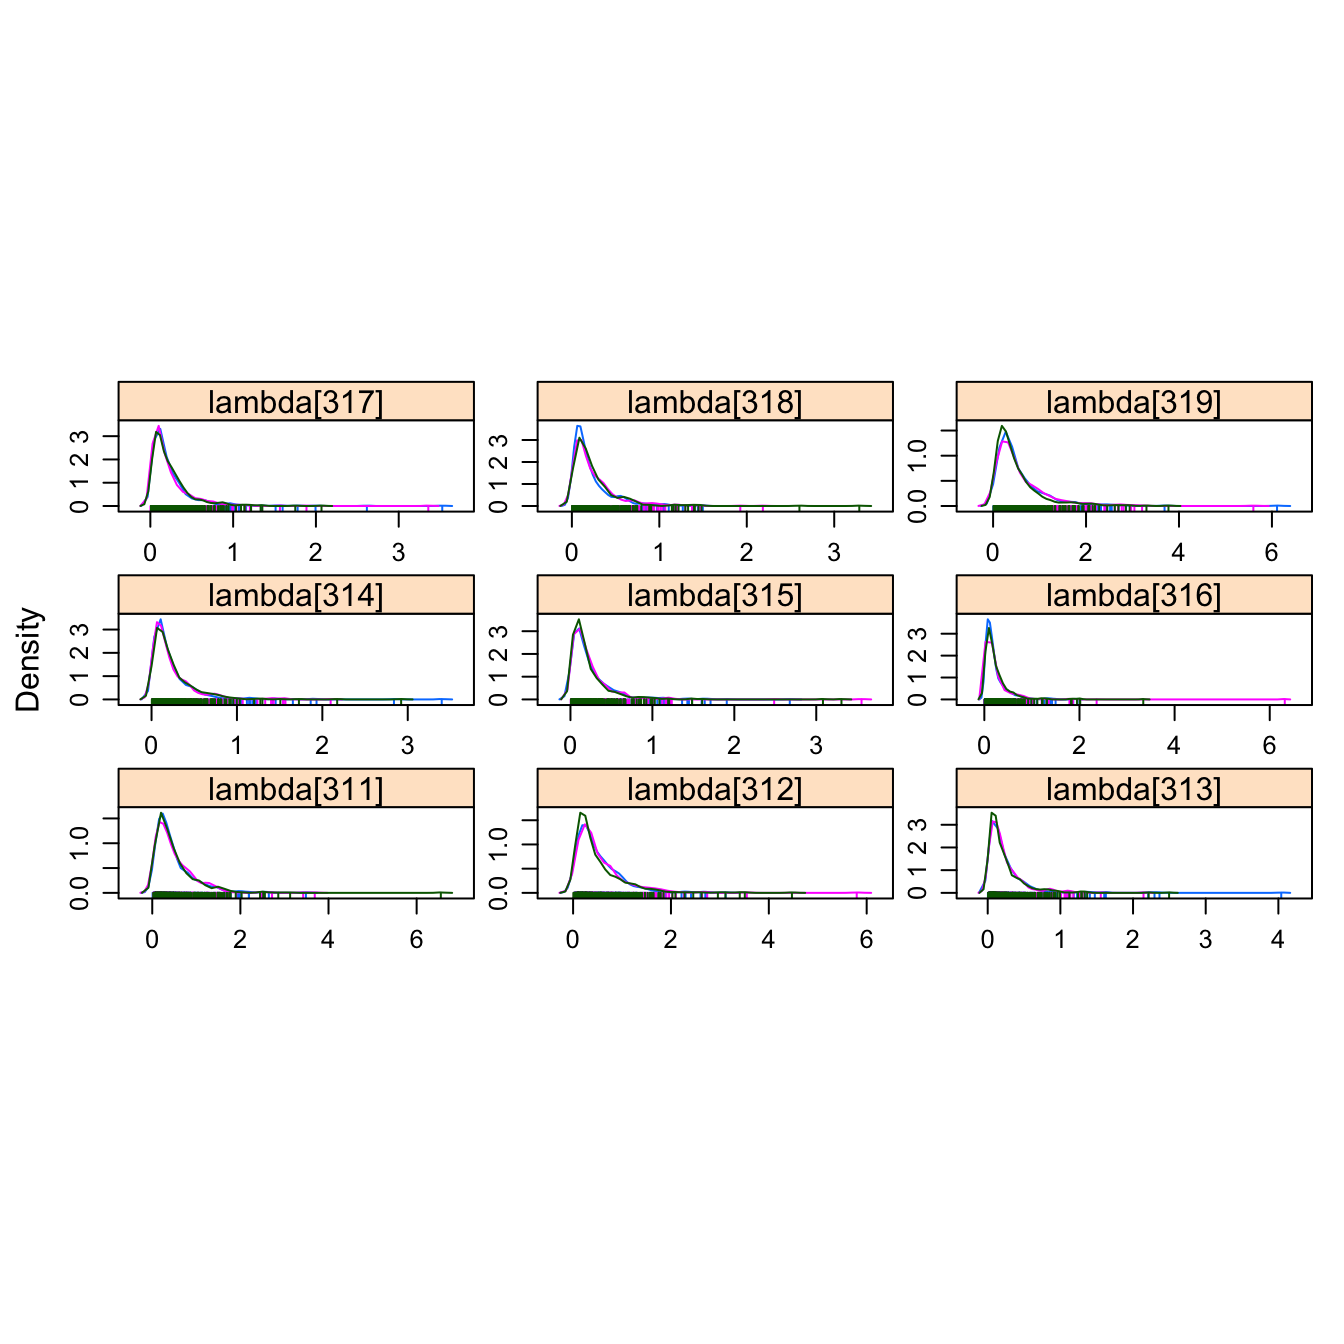 lambda[317] lambda[318] lambda[319]
0 1 2 3
0 1 2 3
0.0 1.0
0 1 2 3
0 1 2 3
0 2 4 6
lambda[314] lambda[315] lambda[316]
0 1 2 3
0 1 2 3
0 1 2 3
0 1 2 3
0 1 2 3
0 2 4 6
lambda[311] lambda[312] lambda[313]
0.0 1.0
0.0 1.0
0 1 2 3
0 2 4 6
0 2 4 6
0 1 2 3 4
Density